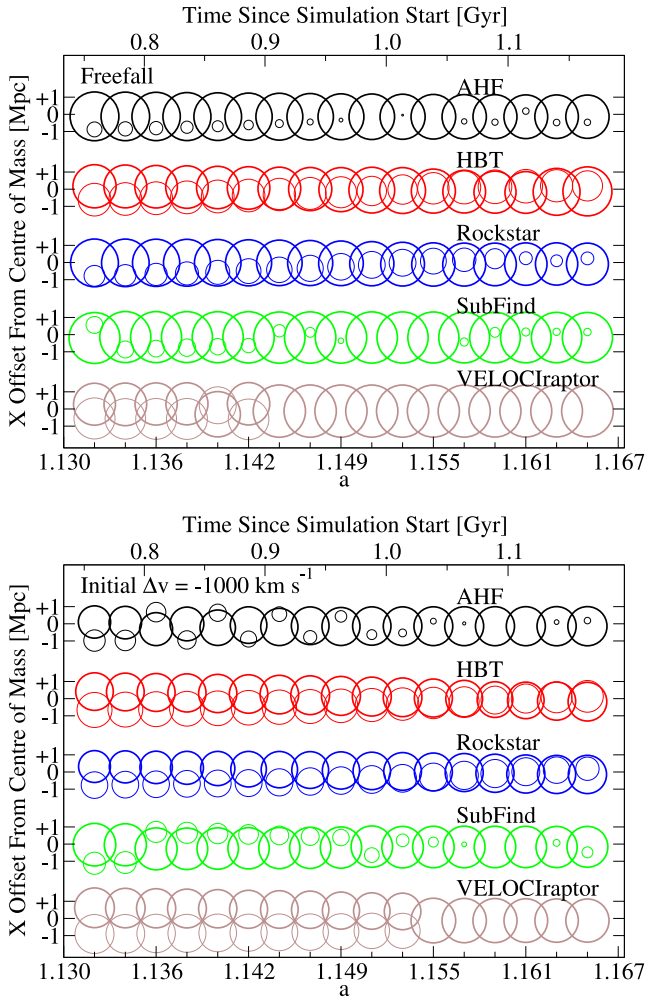 Time Since Simulation Start [Gyr]
0.8 0.9 1.0 1.1
X Offset From Centre of Mass [Mpc]
Freefall
AHF
+1
0
-1
HBT
+1
0
-1
Rockstar
+1
0
-1
SubFind
+1
0
-1
VELOCIraptor
+1
0
-1
1.130 1.136 1.142 1.149 1.155 1.161 1.167
a
Time Since Simulation Start [Gyr]
0.8 0.9 1.0 1.1
X Offset From Centre of Mass [Mpc]
Initial Δv = -1000 km s⁻¹
AHF
+1
0
-1
HBT
+1
0
-1
Rockstar
+1
0
-1
SubFind
+1
0
-1
VELOCIraptor
+1
0
-1
1.130 1.136 1.142 1.149 1.155 1.161 1.167
a